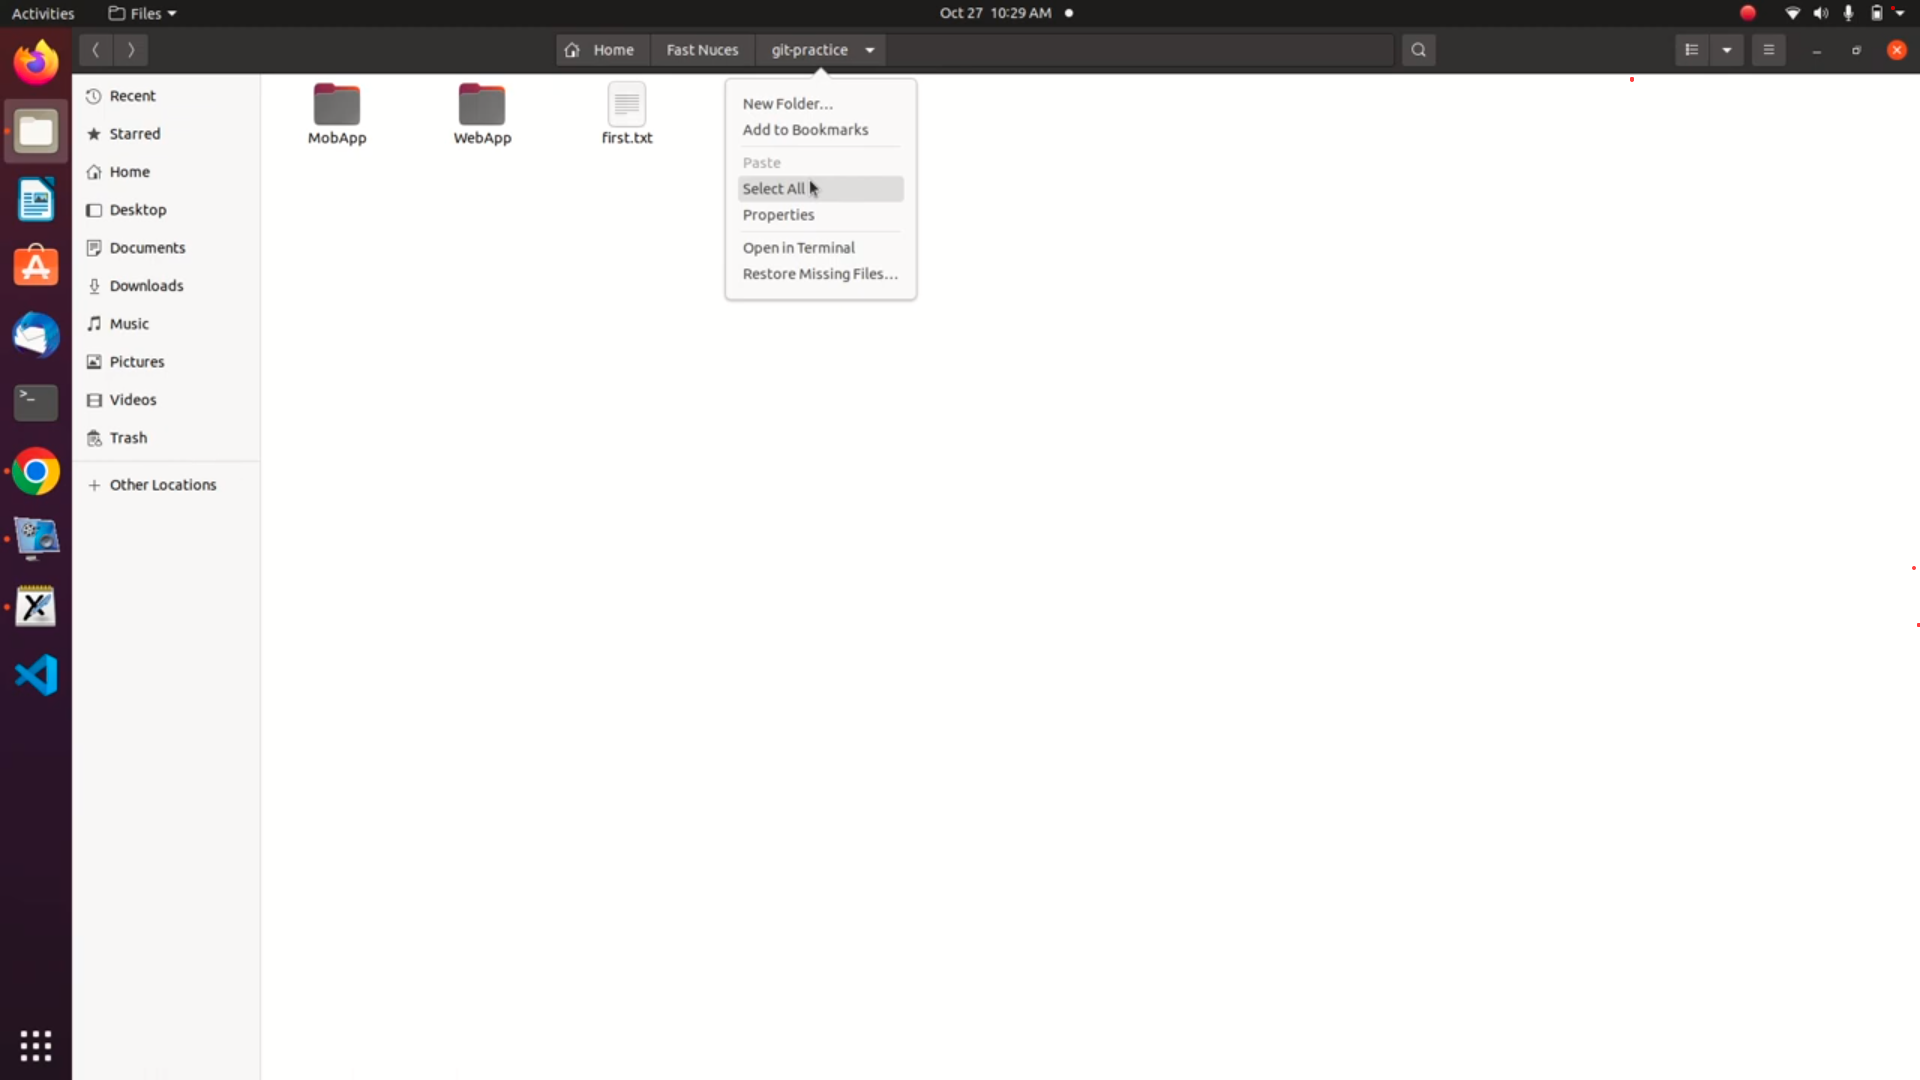 Activities
Files
Oct 27 10:29 AM
Home
Fast Nuces
git-practice
Recent
Starred
Home
Desktop
Documents
Downloads
Music
Pictures
Videos
Trash
Other Locations
MobApp
WebApp
first.txt
New Folder...
Add to Bookmarks
Paste
Select All
Properties
Open in Terminal
Restore Missing Files...